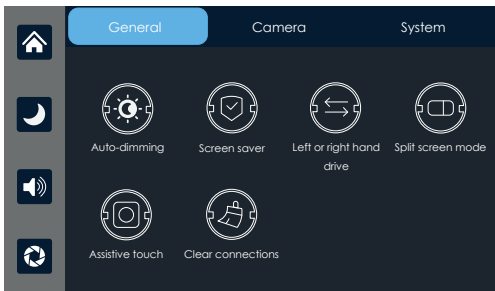 General
Camera
System
Auto-dimming
Screen saver
Left or right hand
drive
Split screen mode
Assistive touch
Clear connections